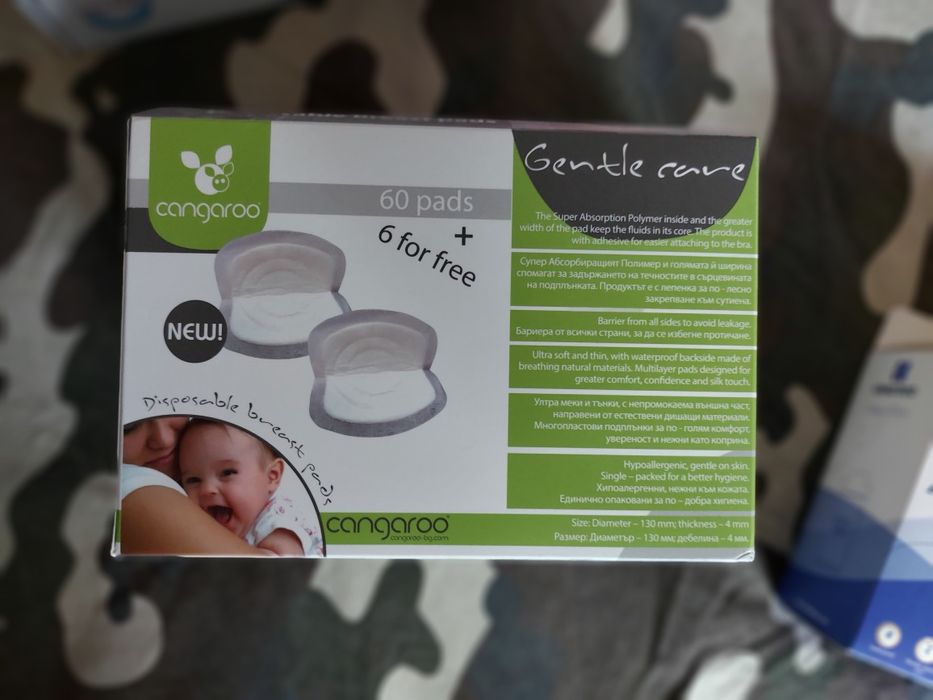 cangaroo
60 pads
+
6 for free
NEW!
Disposable breast pads
Gentle care
The Super Absorption Polymer inside and the greater
width of the pad keep the fluids in its core. The product is
with adhesive for easier attaching to the bra.
Супер Абсорбиращият Полимер и голямата й ширина
спомагат за задържането на течностите в сърцевината
на подплънката. Продуктът е с лепенка за по - лесно
закрепване към сутиена.
Barrier from all sides to avoid leakage.
Бариера от всички страни, за да се избегне протичане.
Ultra soft and thin, with waterproof backside made of
breathing natural materials. Multilayer pads designed for
greater comfort, confidence and silk touch.
Ултра меки и тънки, с непромокаема външна част,
направени от естествени дишащи материали.
Многопластови подплънки за по - голям комфорт,
увереност и нежни като коприна.
Hypoallergenic, gentle on skin.
Single – packed for a better hygiene.
Хипоалергенни, нежни към кожата.
Единично опаковани за по – добра хигиена.
cangaroo
cangaroo-bg.com
Size: Diameter – 130 mm; thickness – 4 mm
Размер: Диаметър – 130 мм; дебелина – 4 мм.